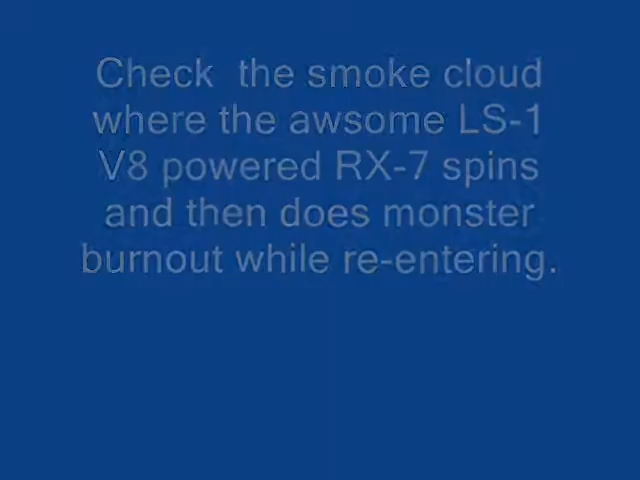 Check  the smoke cloud
where the awsome LS-1
V8 powered RX-7 spins
and then does monster
burnout while re-entering.